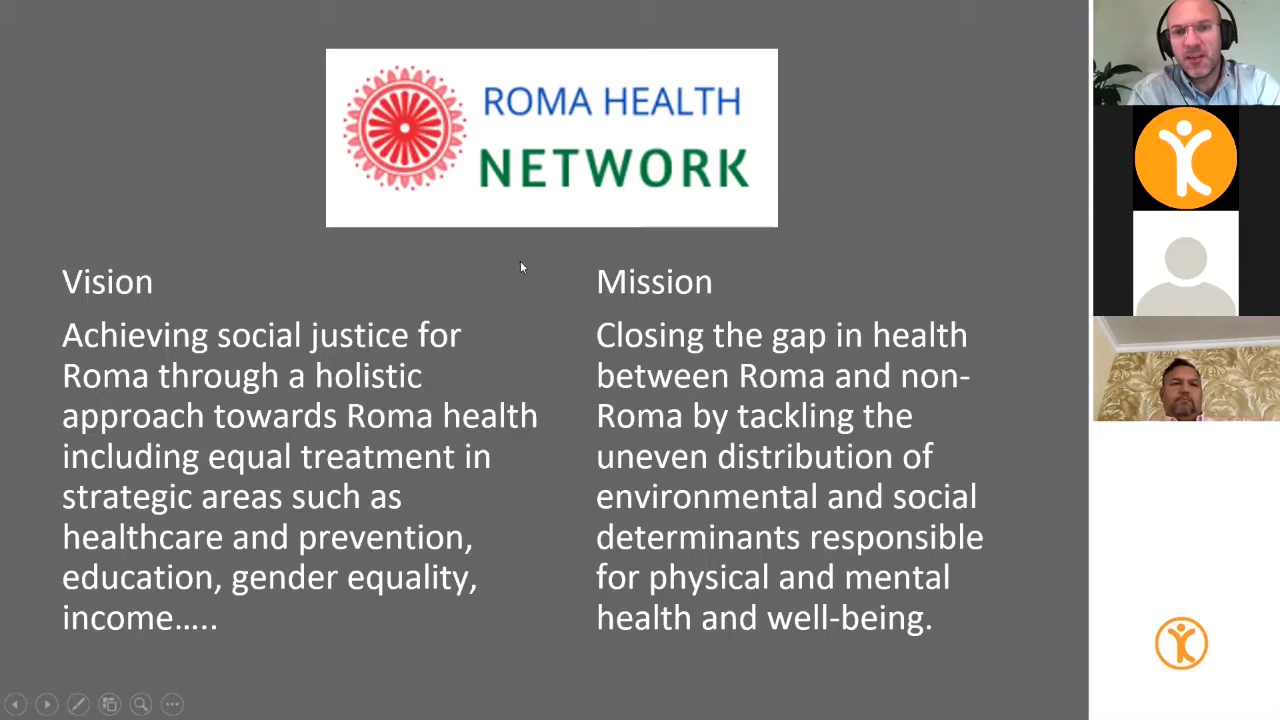 ROMA HEALTH
NETWORK
Vision
Achieving social justice for
Roma through a holistic
approach towards Roma health
including equal treatment in
strategic areas such as
healthcare and prevention,
education, gender equality,
income…..
Mission
Closing the gap in health
between Roma and non-
Roma by tackling the
uneven distribution of
environmental and social
determinants responsible
for physical and mental
health and well-being.